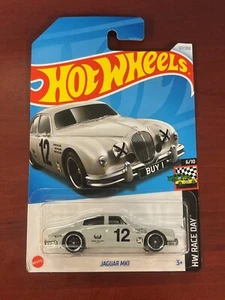 HOT WHEELS
12
BUY 1
6/10
HW RACE DAY
12
JAGUAR MK1
3+